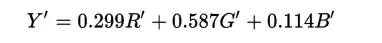 Y′ = 0.299R′ + 0.587G′ + 0.114B′